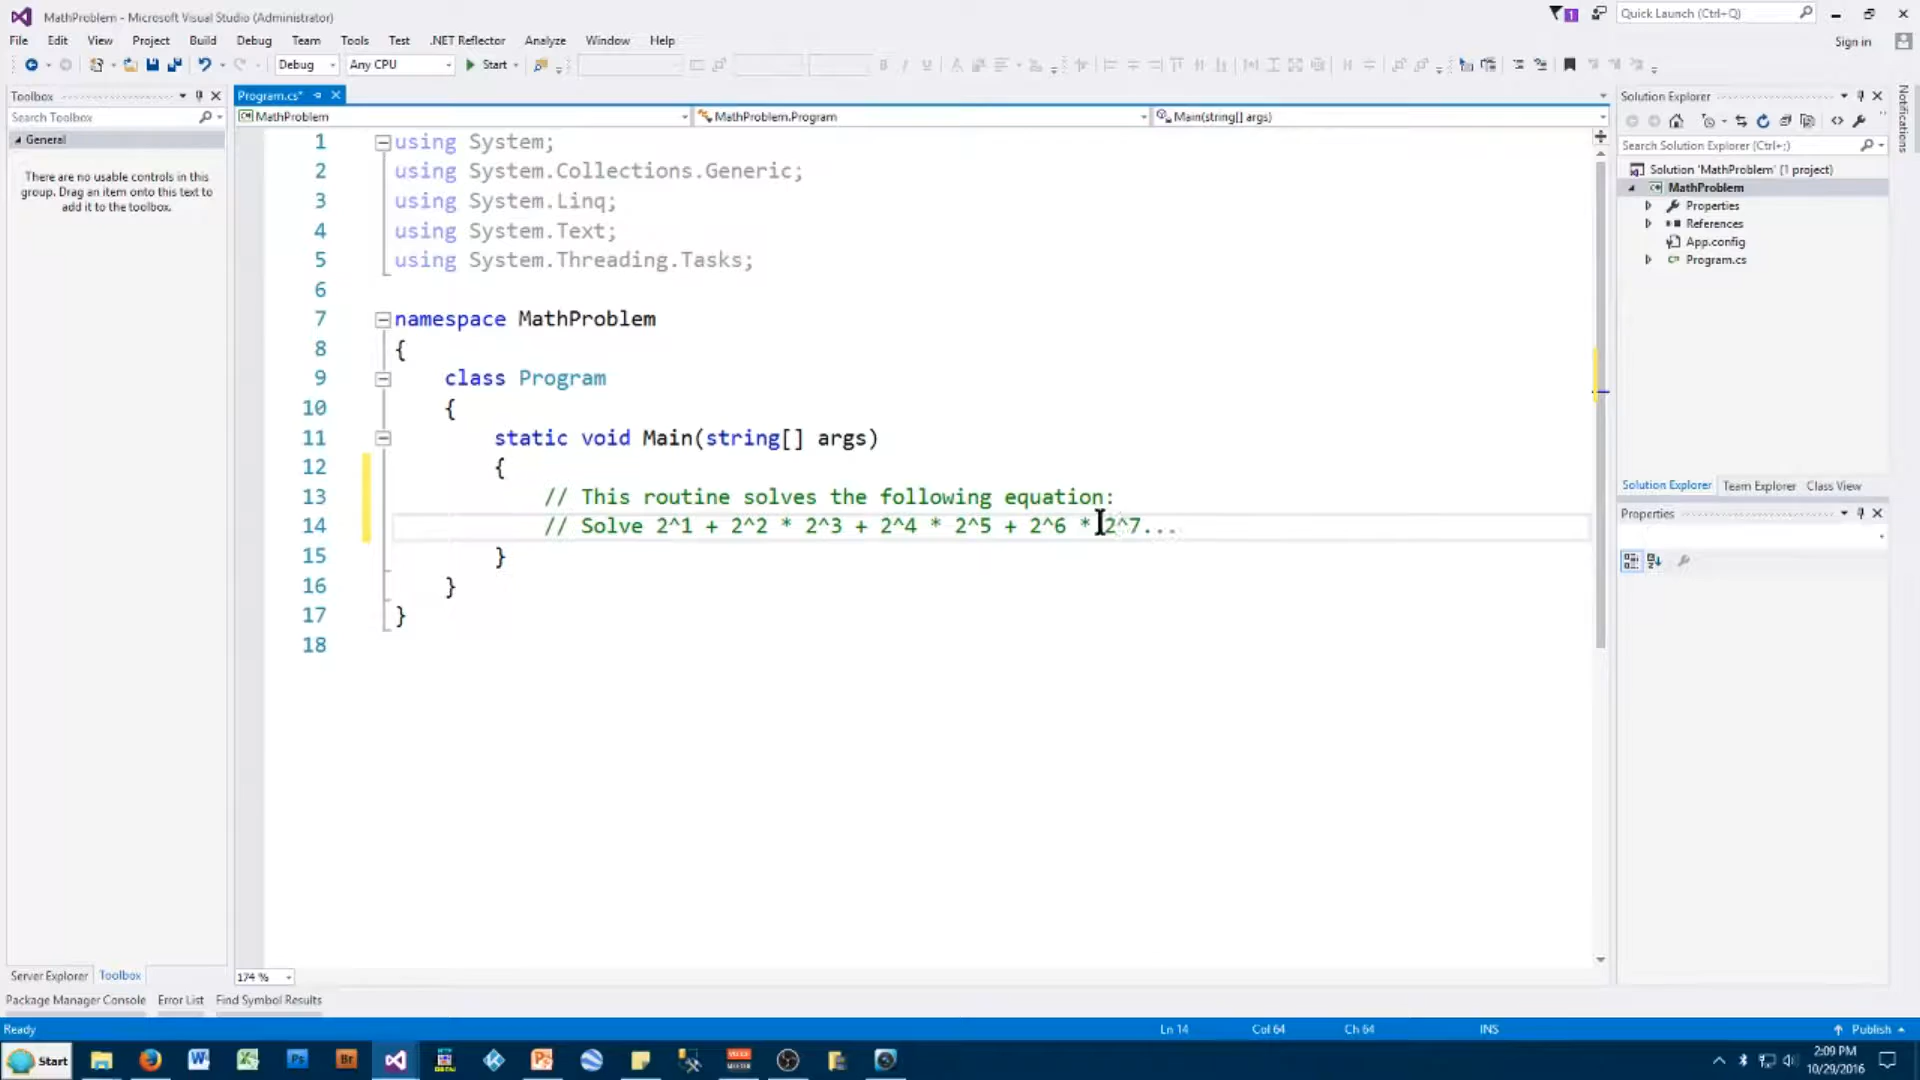 MathProblem - Microsoft Visual Studio (Administrator)
1
Quick Launch (Ctrl+Q)
File Edit View Project Build Debug Team Tools Test .NET Reflector Analyze Window Help
Sign in
Debug Any CPU Start
Toolbox
Search Toolbox
General
There are no usable controls in this
group. Drag an item onto this text to
add it to the toolbox.
Server Explorer Toolbox
Program.cs*
MathProblem MathProblem.Program Main(string[] args)
1 using System;
2 using System.Collections.Generic;
3 using System.Linq;
4 using System.Text;
5 using System.Threading.Tasks;
6
7 namespace MathProblem
8 {
9 class Program
10 {
11 static void Main(string[] args)
12 {
13 // This routine solves the following equation:
14 // Solve 2^1 + 2^2 * 2^3 + 2^4 * 2^5 + 2^6 * 2^7...
15 }
16 }
17 }
18
174 %
Solution Explorer
Search Solution Explorer (Ctrl+;)
Solution 'MathProblem' (1 project)
MathProblem
Properties
References
App.config
Program.cs
Solution Explorer Team Explorer Class View
Properties
Notifications
Package Manager Console Error List Find Symbol Results
Ready Ln 14 Col 64 Ch 64 INS Publish
Start
Br
2:09 PM
10/29/2016